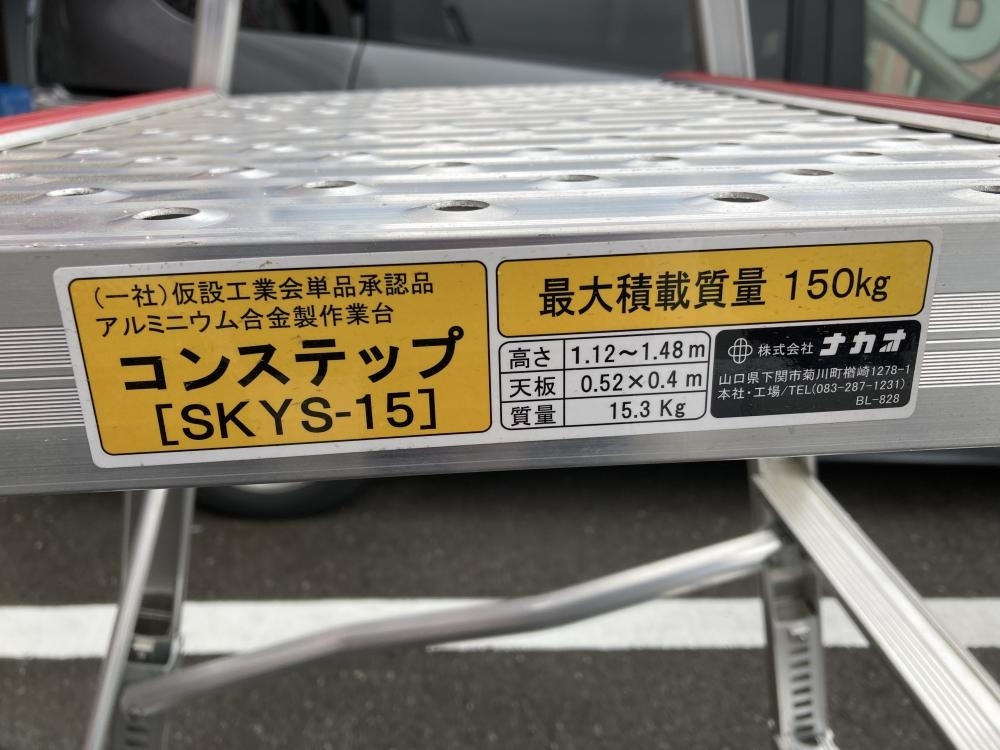 (一社)仮設工業会単品承認品
アルミニウム合金製作業台
コンステップ
[SKYS-15]
最大積載質量 150kg
高さ 1.12～1.48m
天板 0.52×0.4m
質量 15.3Kg
株式会社 ナカオ
山口県下関市菊川町楢崎1278-1
本社・工場/TEL(083-287-1231)
BL-828
B